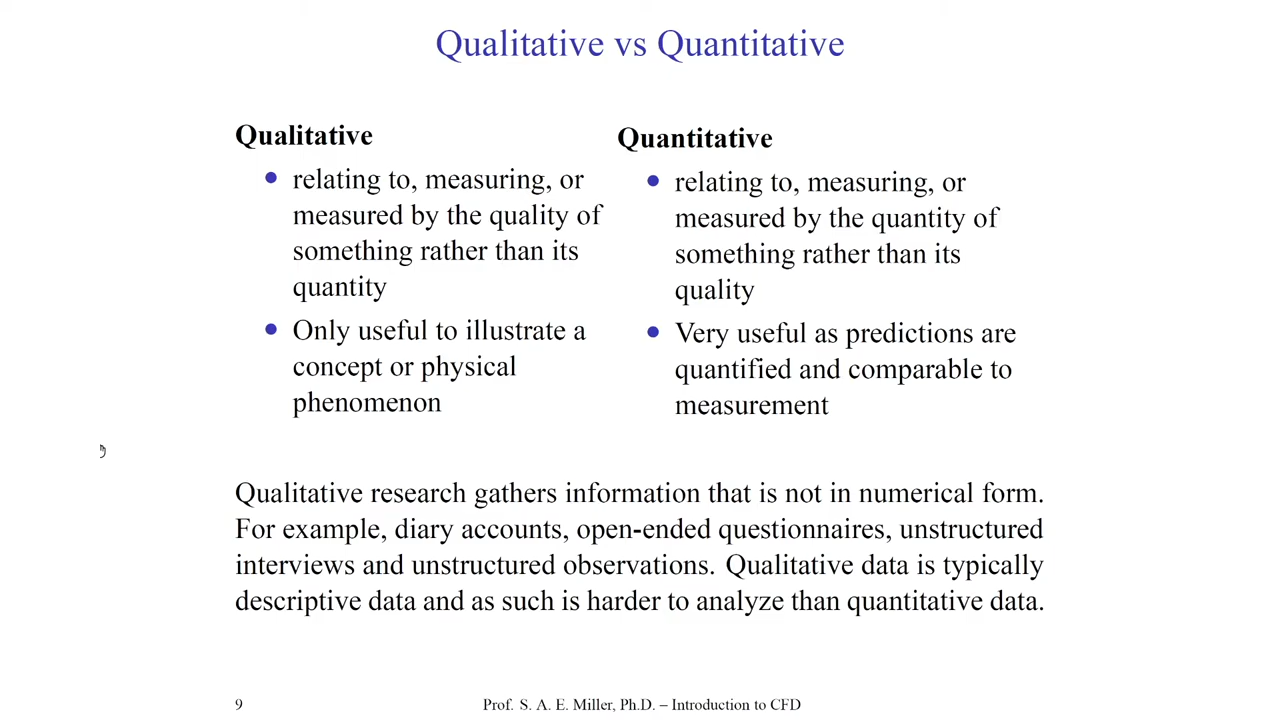 Qualitative vs Quantitative
Qualitative
• relating to, measuring, or
measured by the quality of
something rather than its
quantity
• Only useful to illustrate a
concept or physical
phenomenon
Quantitative
• relating to, measuring, or
measured by the quantity of
something rather than its
quality
• Very useful as predictions are
quantified and comparable to
measurement
Qualitative research gathers information that is not in numerical form.
For example, diary accounts, open-ended questionnaires, unstructured
interviews and unstructured observations. Qualitative data is typically
descriptive data and as such is harder to analyze than quantitative data.
9 Prof. S. A. E. Miller, Ph.D. – Introduction to CFD